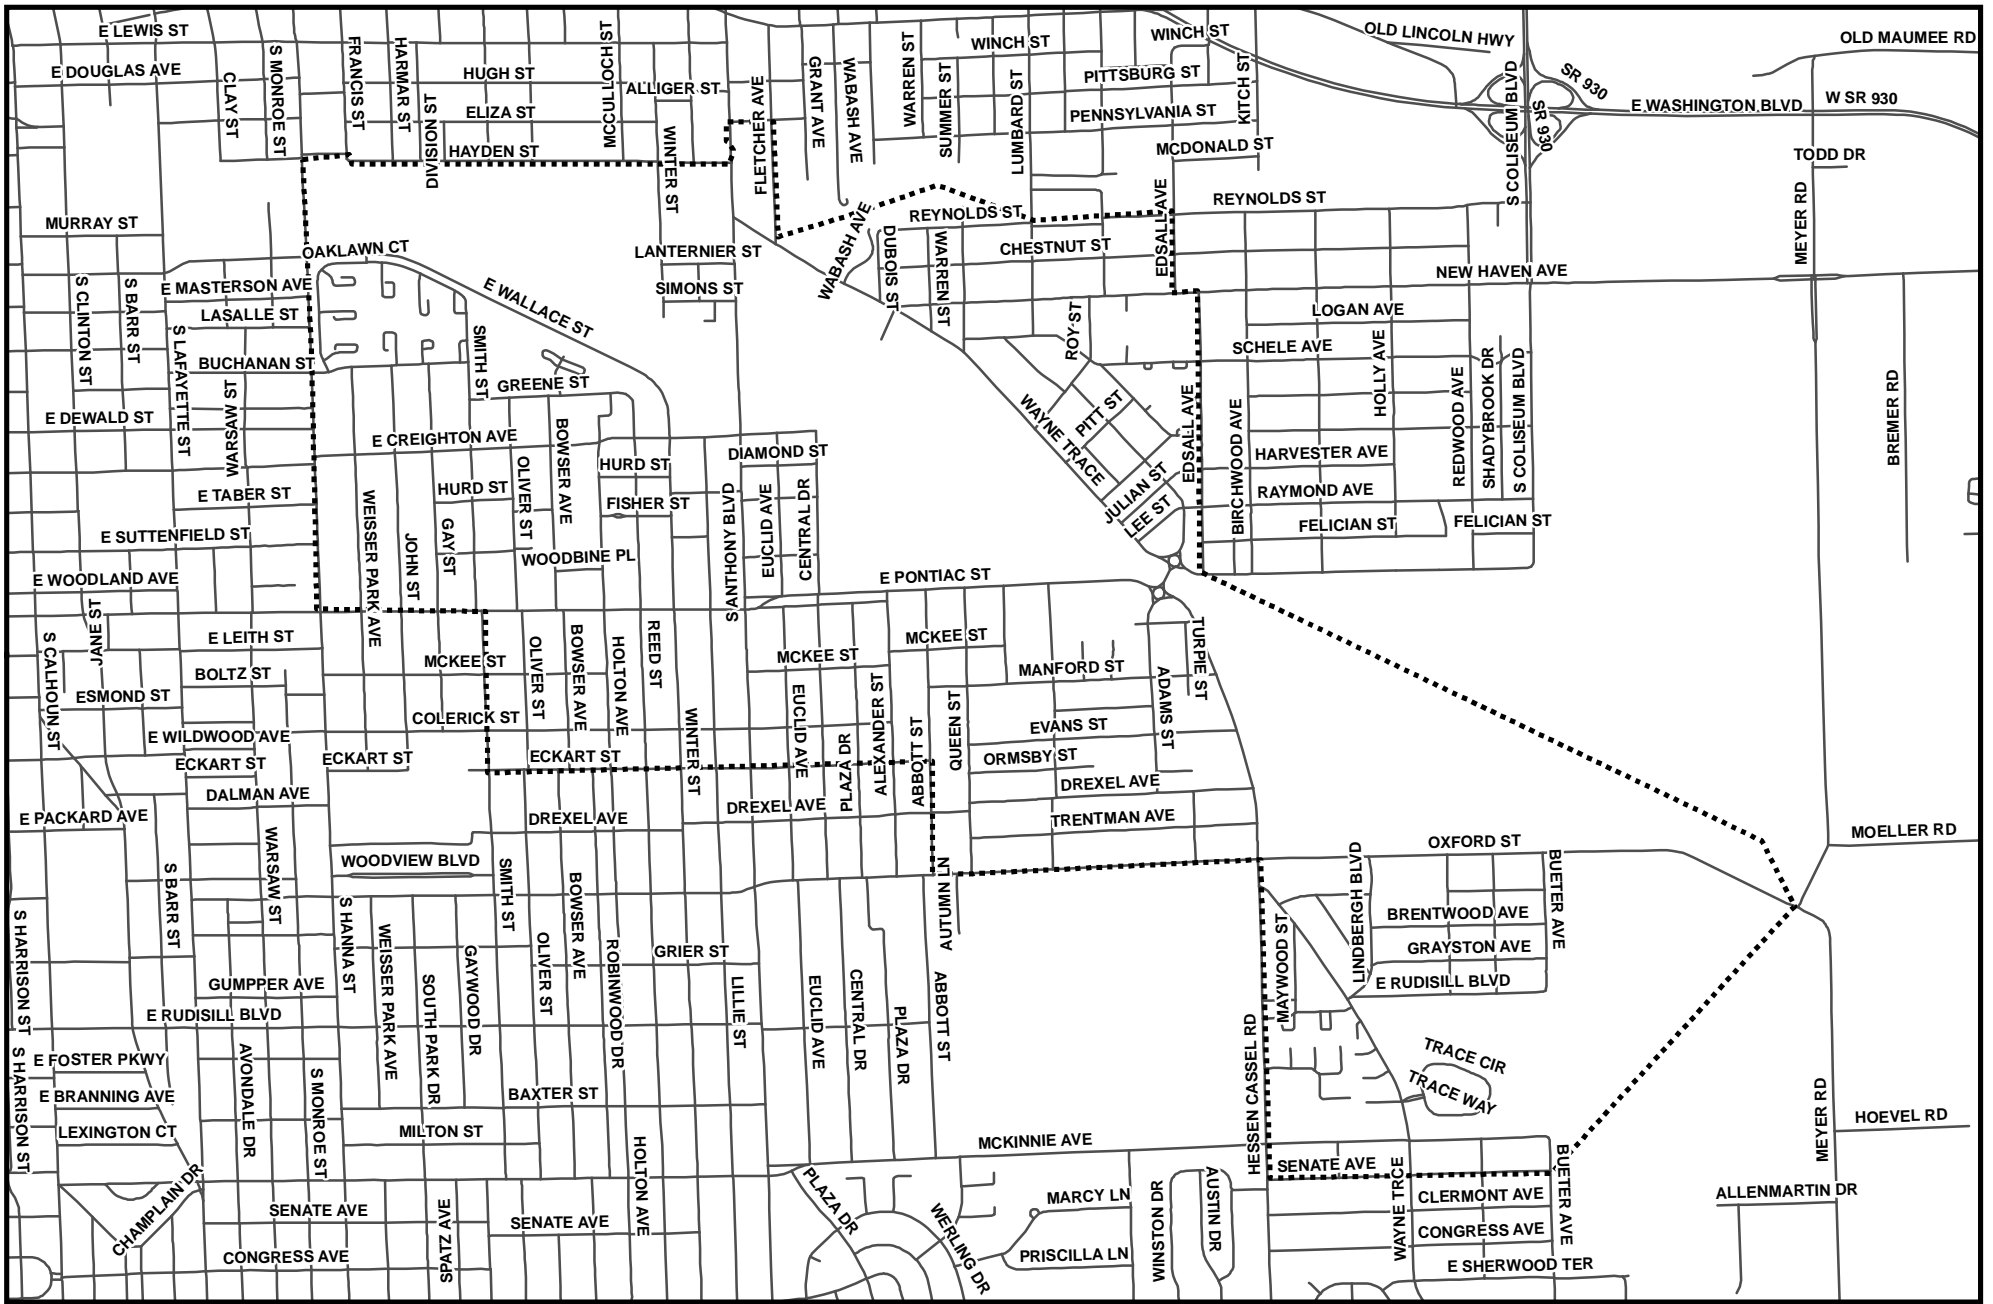 E LEWIS ST
E DOUGLAS AVE
CLAY ST
S MONROE ST
FRANCIS ST
HARMAR ST
DIVISION ST
HUGH ST
ELIZA ST
HAYDEN ST
MCCULLOCH ST
ALLIGER ST
WINTER ST
FLETCHER AVE
GRANT AVE
WABASH AVE
WARREN ST
SUMMER ST
WINCH ST
LUMBARD ST
WINCH ST
PITTSBURG ST
PENNSYLVANIA ST
KITCH ST
MCDONALD ST
OLD LINCOLN HWY
S COLISEUM BLVD
SR 930
SR 930
E WASHINGTON BLVD
W SR 930
OLD MAUMEE RD
TODD DR
MEYER RD
MURRAY ST
OAKLAWN CT
E MASTERSON AVE
LASALLE ST
BUCHANAN ST
S CLINTON ST
S BARR ST
S LAFAYETTE ST
WARSAW ST
E DEWALD ST
E TABER ST
E SUTTENFIELD ST
E WOODLAND AVE
E WALLACE ST
SMITH ST
GREENE ST
E CREIGHTON AVE
BOWSER AVE
OLIVER ST
HURD ST
HURD ST
FISHER ST
WOODBINE PL
WEISSER PARK AVE
JOHN ST
GAY ST
LANTERNIER ST
SIMONS ST
DIAMOND ST
S ANTHONY BLVD
EUCLID AVE
CENTRAL DR
WABASH AVE
DUBOIS ST
WARREN ST
REYNOLDS ST
CHESTNUT ST
EDSALL AVE
REYNOLDS ST
NEW HAVEN AVE
LOGAN AVE
SCHELE AVE
HOLLY AVE
ROY ST
PITT ST
WAYNE TRACE
JULIAN ST
LEE ST
EDSALL AVE
BIRCHWOOD AVE
HARVESTER AVE
RAYMOND AVE
FELICIAN ST
FELICIAN ST
REDWOOD AVE
SHADYBROOK DR
S COLISEUM BLVD
BREMER RD
E PONTIAC ST
JANE ST
S CALHOUN ST
E LEITH ST
BOLTZ ST
ESMOND ST
E WILDWOOD AVE
ECKART ST
DALMAN AVE
E PACKARD AVE
MCKEE ST
COLERICK ST
ECKART ST
OLIVER ST
BOWSER AVE
HOLTON AVE
REED ST
WINTER ST
ECKART ST
DREXEL AVE
MCKEE ST
EUCLID AVE
PLAZA DR
ALEXANDER ST
ABBOTT ST
QUEEN ST
MCKEE ST
MANFORD ST
EVANS ST
ORMSBY ST
DREXEL AVE
TRENTMAN AVE
ADAMS ST
TURPIE ST
DREXEL AVE
WOODVIEW BLVD
WARSAW ST
S BARR ST
S HARRISON ST
S HANNA ST
WEISSER PARK AVE
SOUTH PARK DR
GAYWOOD DR
SMITH ST
OLIVER ST
BOWSER AVE
ROBINWOOD DR
GRIER ST
LILLIE ST
EUCLID AVE
CENTRAL DR
PLAZA DR
AUTUMN LN
ABBOTT ST
GUMPPER AVE
E RUDISILL BLVD
E FOSTER PKWY
E BRANNING AVE
LEXINGTON CT
S HARRISON ST
AVONDALE DR
S MONROE ST
BAXTER ST
MILTON ST
HOLTON AVE
CHAMPLAIN DR
SENATE AVE
CONGRESS AVE
SPATZ AVE
SENATE AVE
MCKINNIE AVE
PLAZA DR
WERLING DR
MARCY LN
PRISCILLA LN
WINSTON DR
AUSTIN DR
HESSEN CASSEL RD
MAYWOOD ST
LINDBERGH BLVD
OXFORD ST
BRENTWOOD AVE
GRAYSTON AVE
E RUDISILL BLVD
BUETER AVE
TRACE CIR
TRACE WAY
SENATE AVE
WAYNE TRCE
CLERMONT AVE
CONGRESS AVE
E SHERWOOD TER
BUETER AVE
MOELLER RD
MEYER RD
HOEVEL RD
ALLENMARTIN DR